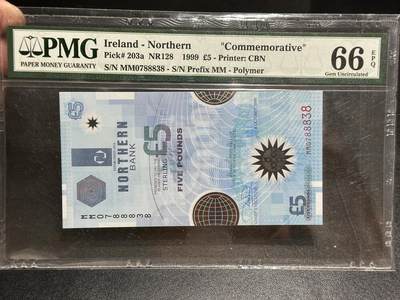 PMG
PAPER MONEY GUARANTY
Ireland - Northern "Commemorative"
Pick# 203a NR128 1999 £5 - Printer: CBN
S/N MM0788838 - S/N Prefix MM - Polymer
66 EPQ
Gem Uncirculated
£5
NORTHERN
BANK
STERLING £5
FIVE POUNDS
MM0788838
MM0788838
£5